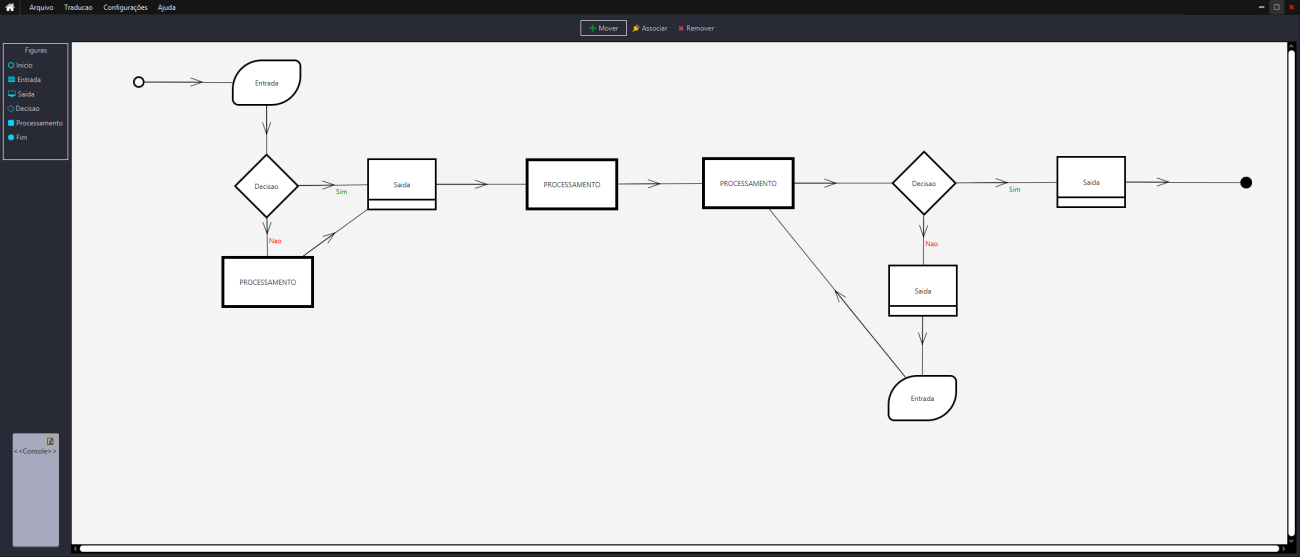 Arquivo Traducao Configurações Ajuda
Mover Associar Remover
Figuras
Inicio
Entrada
Saida
Decisao
Processamento
Fim
<<Console>>
Entrada
Decisao
Sim
Saida
PROCESSAMENTO
PROCESSAMENTO
Decisao
Sim
Saida
Nao
PROCESSAMENTO
Nao
Saida
Entrada